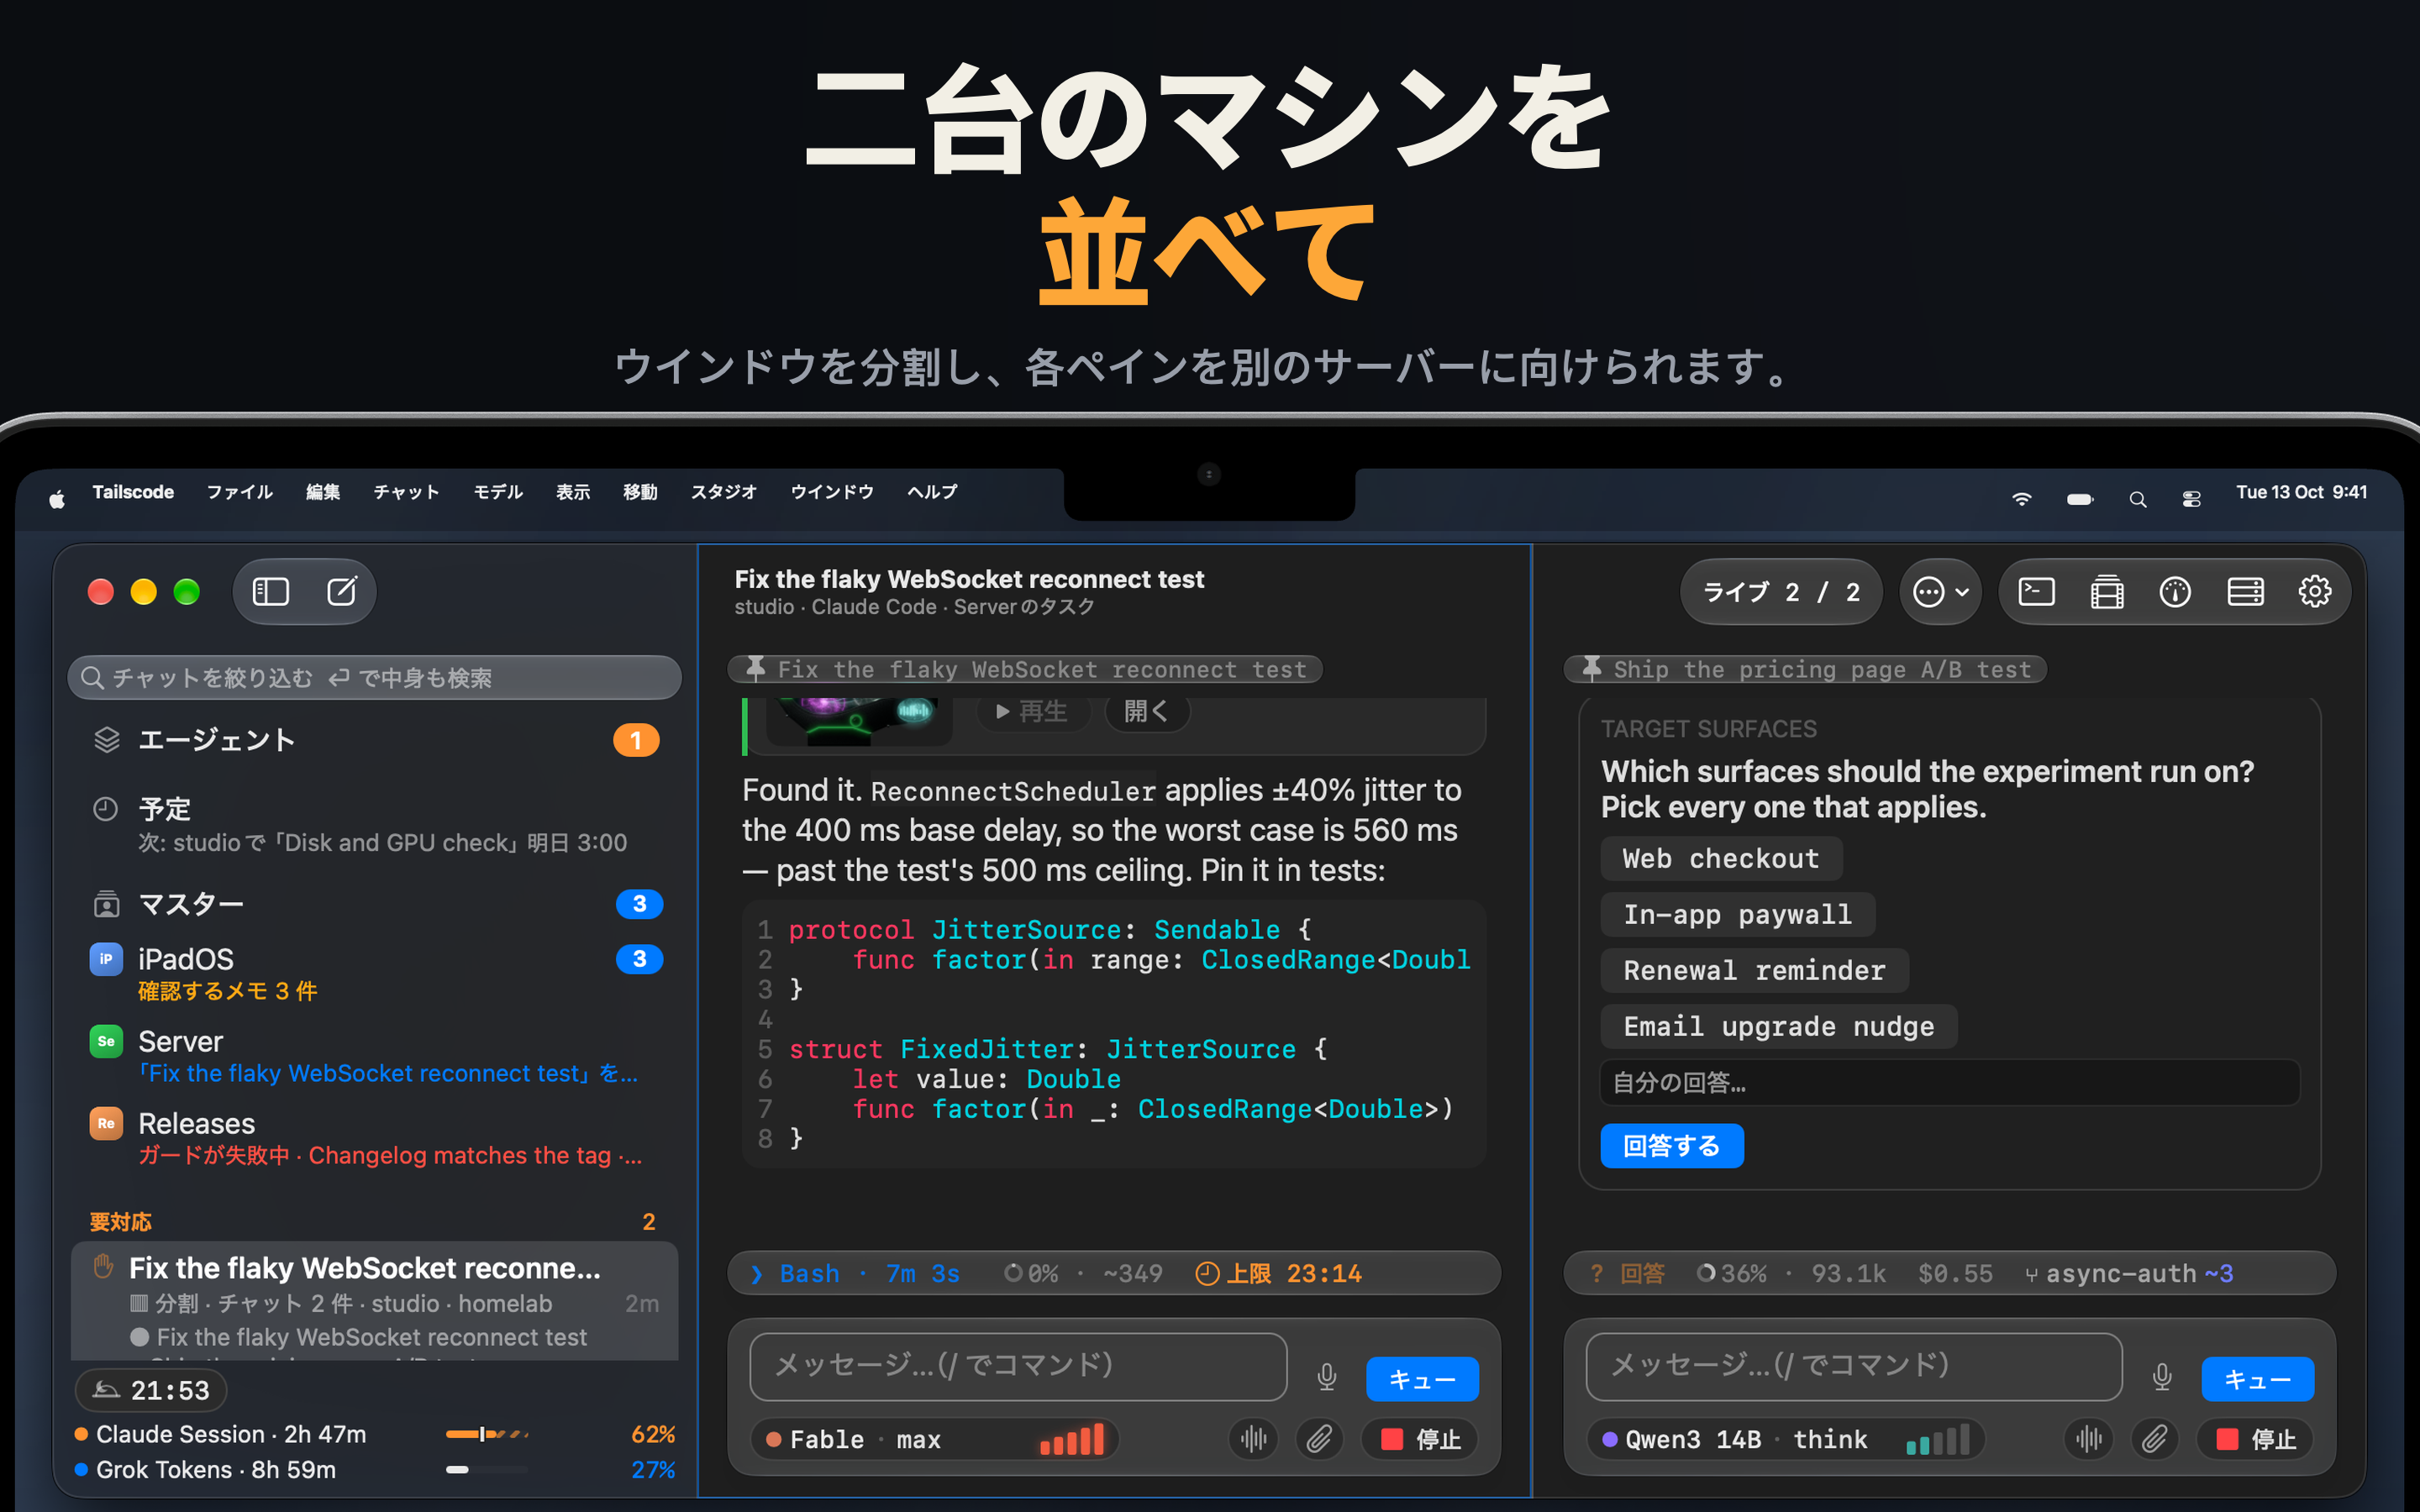 二台のマシンを
並べて
ウインドウを分割し、各ペインを別のサーバーに向けられます。
Tailscode ファイル 編集 チャット モデル 表示 移動 スタジオ ウインドウ ヘルプ
Tue 13 Oct 9:41
チャットを絞り込む ⏎ で中身も検索
エージェント 1
予定
次: studioで「Disk and GPU check」明日 3:00
マスター 3
iP iPadOS 3
確認するメモ 3 件
Se Server
「Fix the flaky WebSocket reconnect test」を...
Re Releases
ガードが失敗中 · Changelog matches the tag ·...
要対応 2
Fix the flaky WebSocket reconne...
分割 · チャット 2 件 · studio · homelab 2m
Fix the flaky WebSocket reconnect test
21:53
Claude Session · 2h 47m 62%
Grok Tokens · 8h 59m 27%
Fix the flaky WebSocket reconnect test
studio · Claude Code · Serverのタスク
Fix the flaky WebSocket reconnect test
再生 開く
Found it. ReconnectScheduler applies ±40% jitter to
the 400 ms base delay, so the worst case is 560 ms
— past the test's 500 ms ceiling. Pin it in tests:
1 protocol JitterSource: Sendable {
2     func factor(in range: ClosedRange<Doubl
3 }
4
5 struct FixedJitter: JitterSource {
6     let value: Double
7     func factor(in _: ClosedRange<Double>)
8 }
❯ Bash · 7m 3s 0% · ~349 上限 23:14
メッセージ...(/ でコマンド)
キュー
Fable · max 停止
ライブ 2 / 2
Ship the pricing page A/B test
TARGET SURFACES
Which surfaces should the experiment run on?
Pick every one that applies.
Web checkout
In-app paywall
Renewal reminder
Email upgrade nudge
自分の回答...
回答する
? 回答 36% · 93.1k $0.55 async-auth ~3
メッセージ...(/ でコマンド)
キュー
Qwen3 14B · think 停止